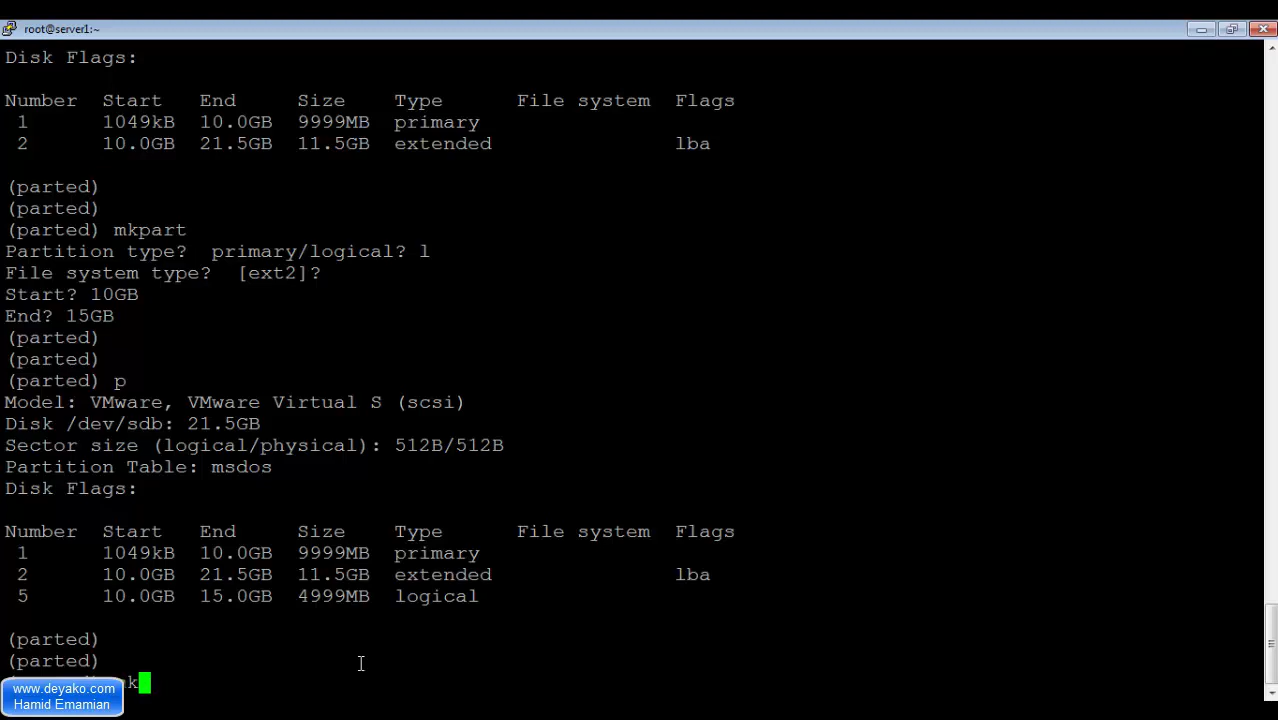 root@server1:~
Disk Flags:
Number  Start   End     Size    Type      File system  Flags
 1      1049kB  10.0GB  9999MB  primary
 2      10.0GB  21.5GB  11.5GB  extended               lba
(parted)
(parted)
(parted) mkpart
Partition type?  primary/logical? l
File system type?  [ext2]?
Start? 10GB
End? 15GB
(parted)
(parted)
(parted) p
Model: VMware, VMware Virtual S (scsi)
Disk /dev/sdb: 21.5GB
Sector size (logical/physical): 512B/512B
Partition Table: msdos
Disk Flags:
Number  Start   End     Size    Type      File system  Flags
 1      1049kB  10.0GB  9999MB  primary
 2      10.0GB  21.5GB  11.5GB  extended               lba
 5      10.0GB  15.0GB  4999MB  logical
(parted)
(parted)
www.deyako.com
Hamid Emamian